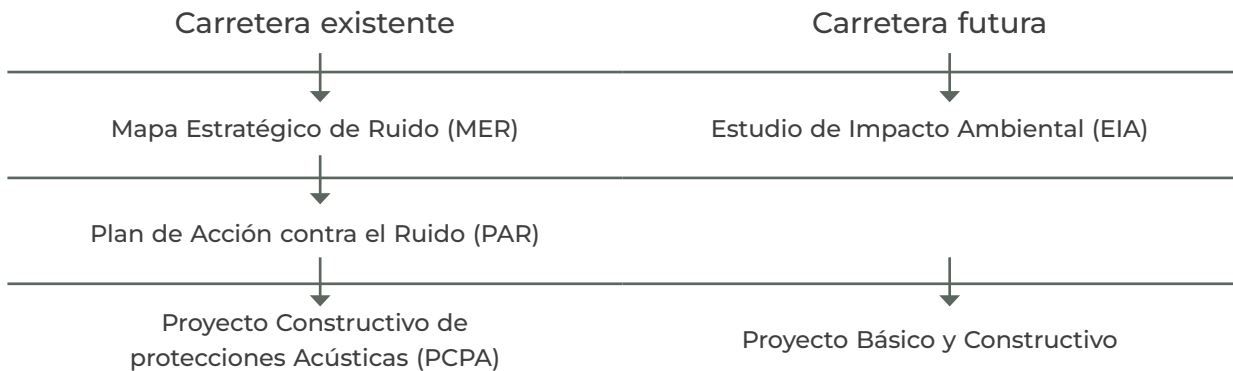 Carretera existente
Carretera futura
Mapa Estratégico de Ruido (MER)
Estudio de Impacto Ambiental (EIA)
Plan de Acción contra el Ruido (PAR)
Proyecto Constructivo de
protecciones Acústicas (PCPA)
Proyecto Básico y Constructivo